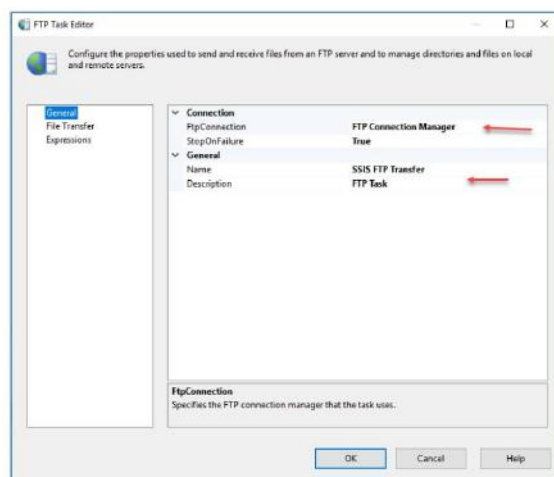 FTP Task Editor
Configure the properties used to send and receive files from an FTP server and to manage directories and files on local
and remote servers.
General
File Transfer
Expressions
Connection
FtpConnection FTP Connection Manager
StopOnFailure True
General
Name SSIS FTP Transfer
Description FTP Task
FtpConnection
Specifies the FTP connection manager that the task uses.
OK Cancel Help